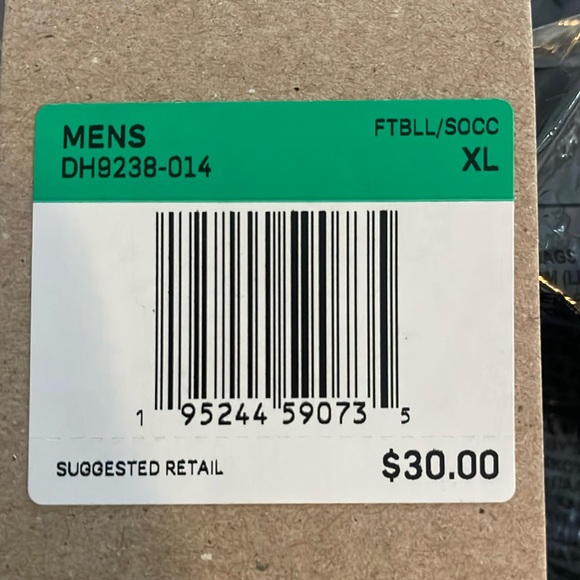 MENS
FTBLL/SOCC
DH9238-014
XL
1 95244 59073 5
SUGGESTED RETAIL $30.00